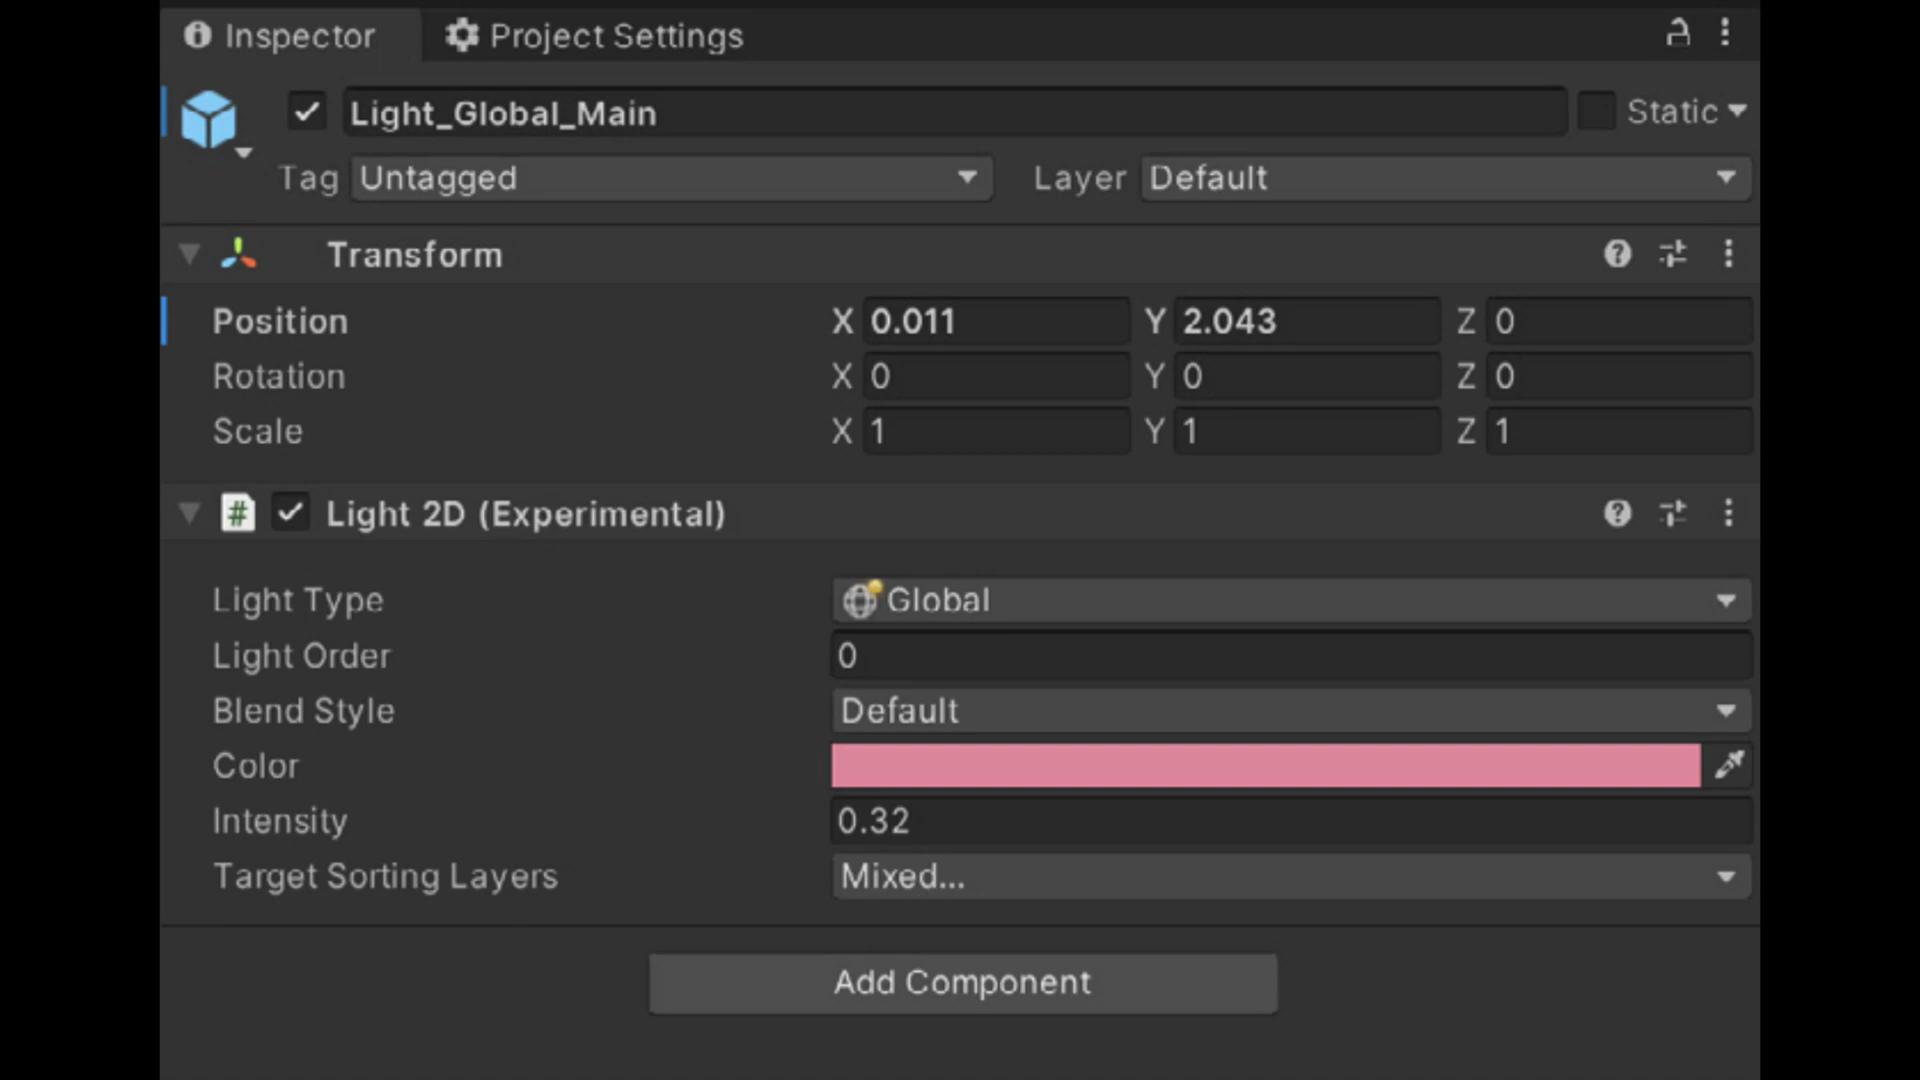 Inspector Project Settings
Light_Global_Main Static
Tag Untagged Layer Default
Transform
Position X 0.011 Y 2.043 Z 0
Rotation X 0 Y 0 Z 0
Scale X 1 Y 1 Z 1
# Light 2D (Experimental)
Light Type Global
Light Order 0
Blend Style Default
Color
Intensity 0.32
Target Sorting Layers Mixed...
Add Component